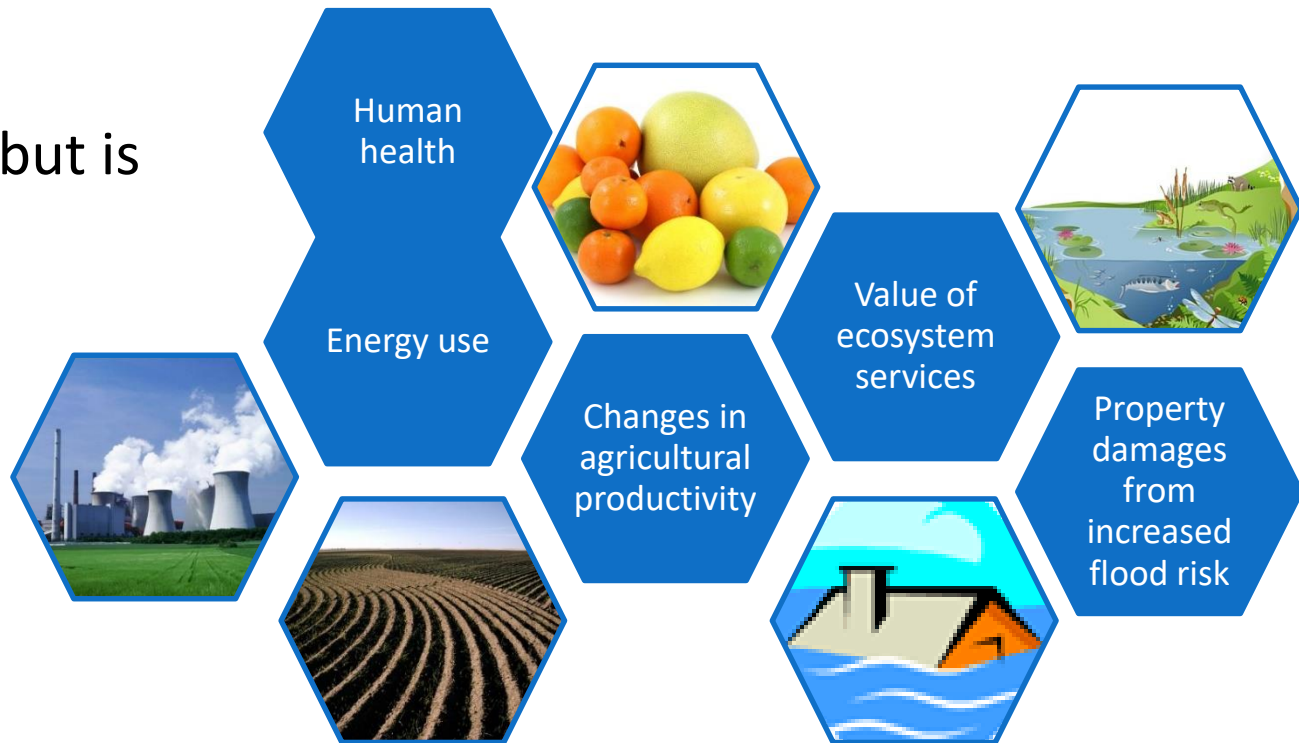 but is
Human
health
Energy use
Changes in
agricultural
productivity
Value of
ecosystem
services
Property
damages
from
increased
flood risk